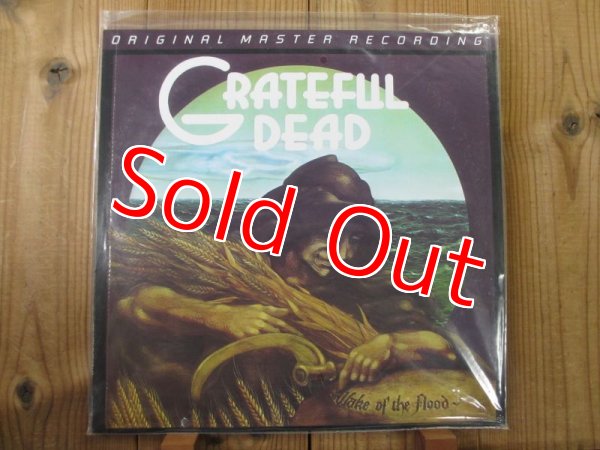 ORIGINAL MASTER RECORDING
GRATEFUL
DEAD
Sold Out
Wake of the Flood